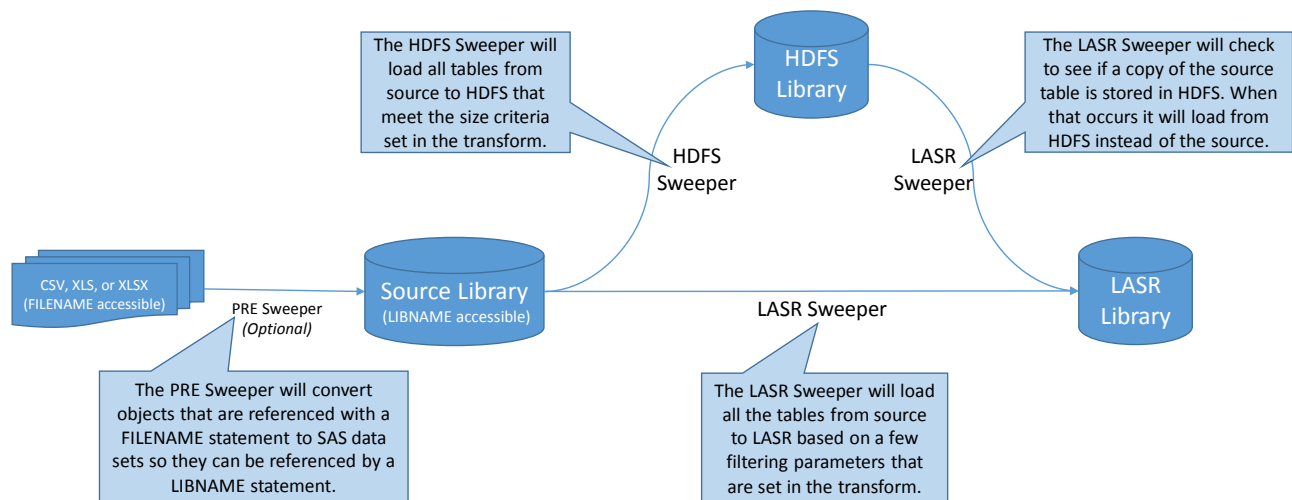 The HDFS Sweeper will
load all tables from
source to HDFS that
meet the size criteria
set in the transform.
HDFS
Library
The LASR Sweeper will check
to see if a copy of the source
table is stored in HDFS. When
that occurs it will load from
HDFS instead of the source.
HDFS
Sweeper
LASR
Sweeper
CSV, XLS, or XLSX
(FILENAME accessible)
PRE Sweeper
(Optional)
Source Library
(LIBNAME accessible)
LASR Sweeper
LASR
Library
The PRE Sweeper will convert
objects that are referenced with a
FILENAME statement to SAS data
sets so they can be referenced by a
LIBNAME statement.
The LASR Sweeper will load
all the tables from source
to LASR based on a few
filtering parameters that
are set in the transform.